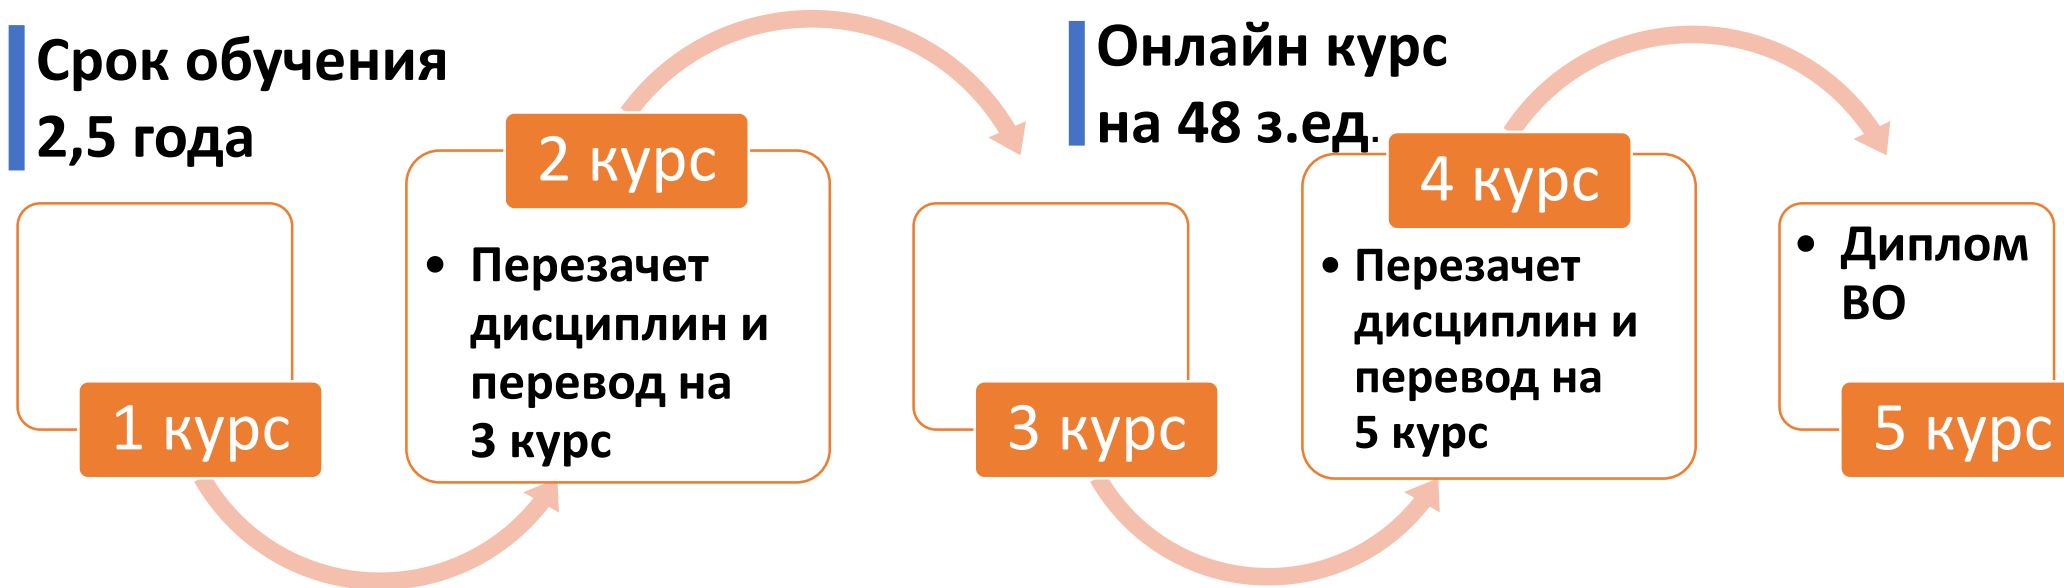 Срок обучения
2,5 года
1 курс
2 курс
• Перезачет
дисциплин и
перевод на
3 курс
Онлайн курс
на 48 з.ед.
3 курс
4 курс
• Перезачет
дисциплин и
перевод на
5 курс
• Диплом
ВО
5 курс